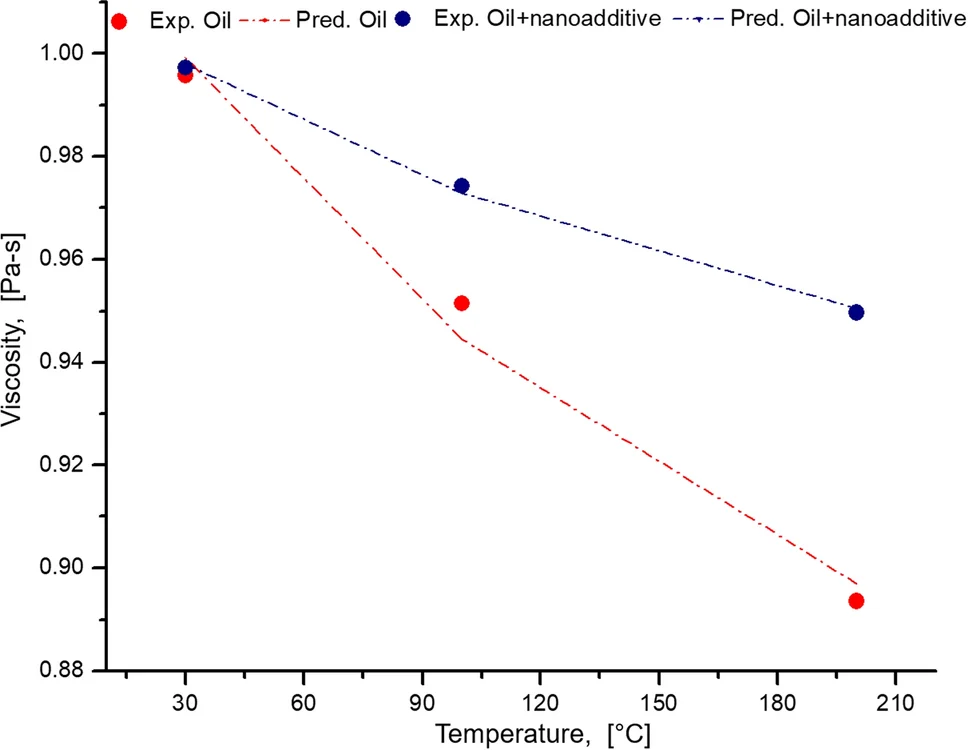 Exp. Oil Pred. Oil Exp. Oil+nanoadditive Pred. Oil+nanoadditive
1.00
0.98
0.96
0.94
0.92
0.90
0.88
Viscosity, [Pa-s]
30 60 90 120 150 180 210
Temperature, [°C]